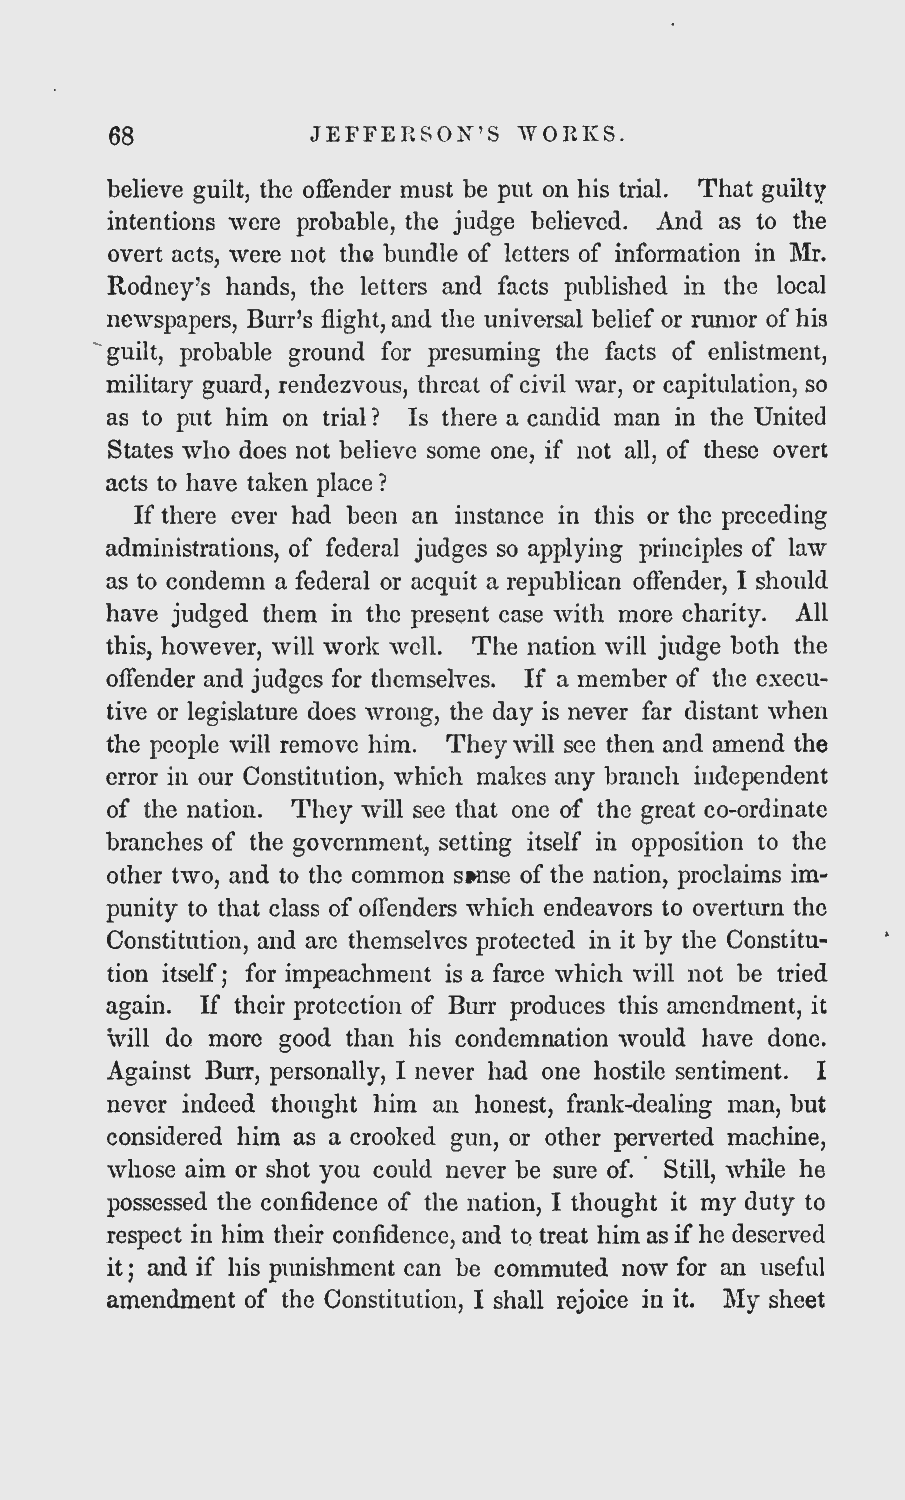 68 JEFFERSON'S WORKS.
believe guilt, the offender must be put on his trial. That guilty
intentions were probable, the judge believed. And as to the
overt acts, were not the bundle of letters of information in Mr.
Rodney's hands, the letters and facts published in the local
newspapers, Burr's flight, and the universal belief or rumor of his
guilt, probable ground for presuming the facts of enlistment,
military guard, rendezvous, threat of civil war, or capitulation, so
as to put him on trial? Is there a candid man in the United
States who does not believe some one, if not all, of these overt
acts to have taken place?
If there ever had been an instance in this or the preceding
administrations, of federal judges so applying principles of law
as to condemn a federal or acquit a republican offender, I should
have judged them in the present case with more charity. All
this, however, will work well. The nation will judge both the
offender and judges for themselves. If a member of the execu-
tive or legislature does wrong, the day is never far distant when
the people will remove him. They will see then and amend the
error in our Constitution, which makes any branch independent
of the nation. They will see that one of the great co-ordinate
branches of the government, setting itself in opposition to the
other two, and to the common sense of the nation, proclaims im-
punity to that class of offenders which endeavors to overturn the
Constitution, and are themselves protected in it by the Constitu-
tion itself; for impeachment is a farce which will not be tried
again. If their protection of Burr produces this amendment, it
will do more good than his condemnation would have done.
Against Burr, personally, I never had one hostile sentiment. I
never indeed thought him an honest, frank-dealing man, but
considered him as a crooked gun, or other perverted machine,
whose aim or shot you could never be sure of. Still, while he
possessed the confidence of the nation, I thought it my duty to
respect in him their confidence, and to treat him as if he deserved
it; and if his punishment can be commuted now for an useful
amendment of the Constitution, I shall rejoice in it. My sheet